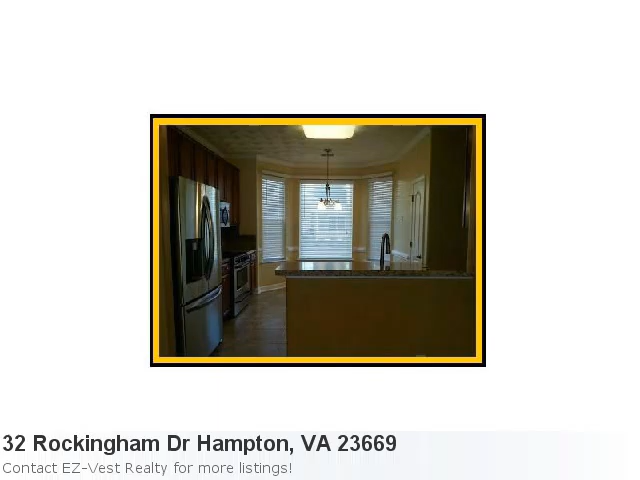 32 Rockingham Dr Hampton, VA 23669
Contact EZ-Vest Realty for more listings!